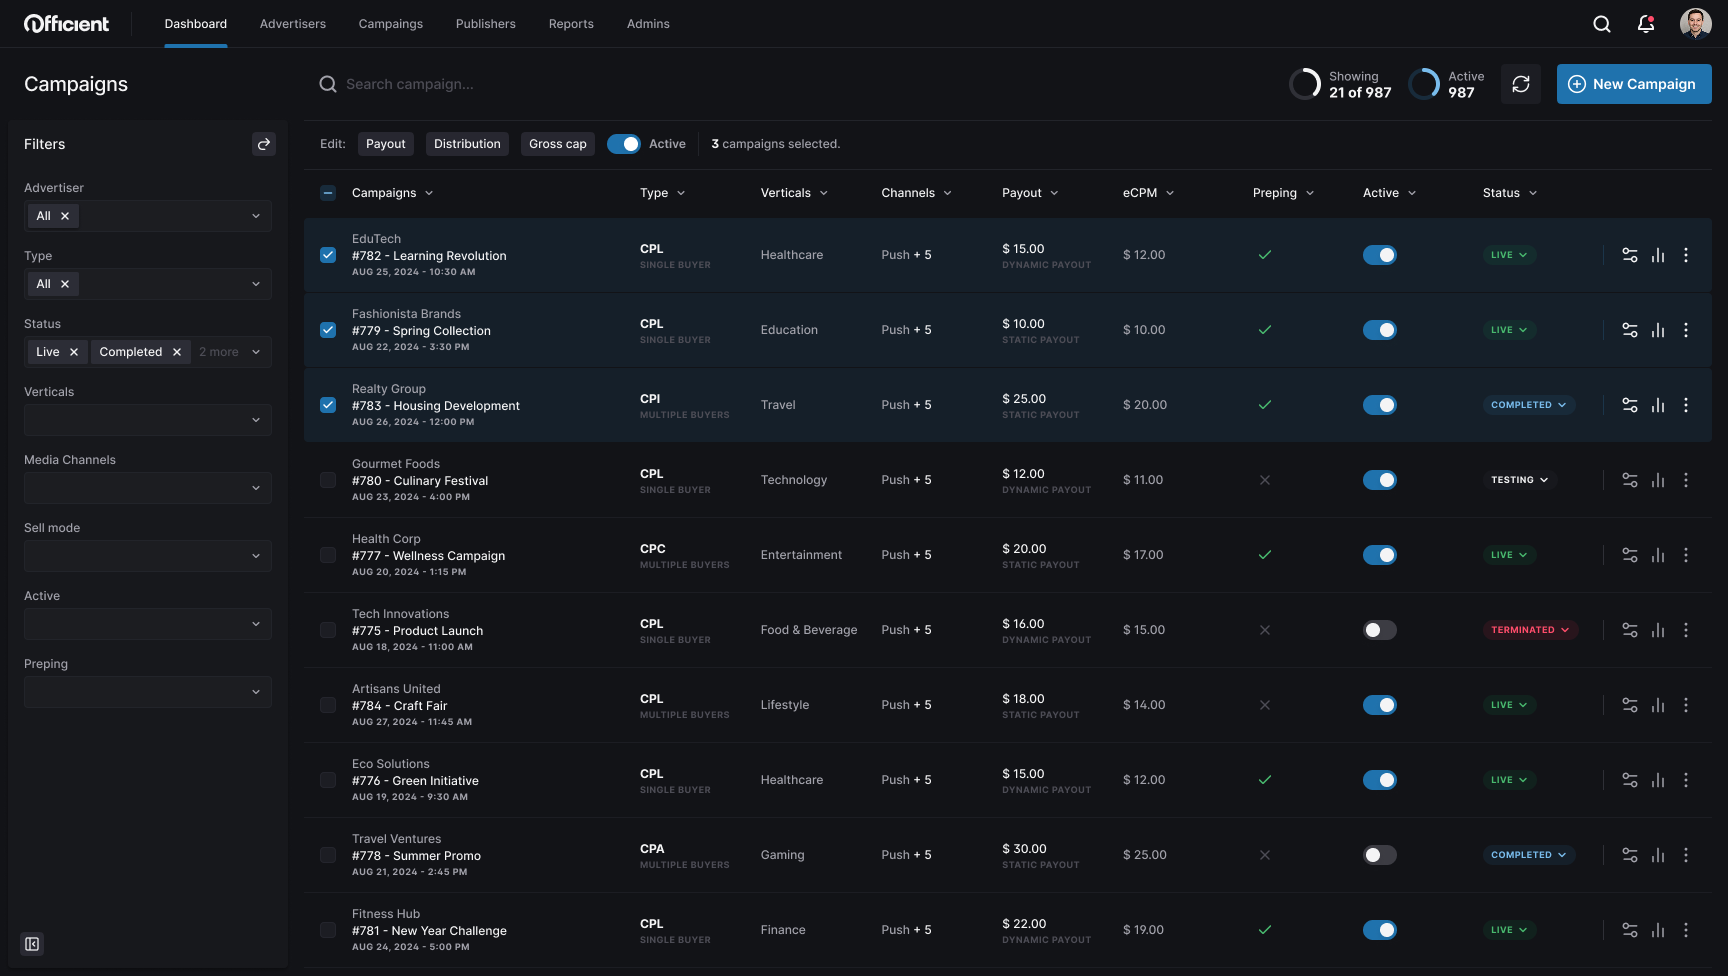 Officient
Dashboard Advertisers Campaings Publishers Reports Admins
Campaigns
Search campaign...
Showing
21 of 987
Active
987
New Campaign
Filters
Advertiser
All
Type
All
Status
Live Completed 2 more
Verticals
Media Channels
Sell mode
Active
Preping
Edit: Payout Distribution Gross cap Active 3 campaigns selected.
Campaigns Type Verticals Channels Payout eCPM Preping Active Status
EduTech
#782 - Learning Revolution
AUG 25, 2024 - 10:30 AM
CPL
SINGLE BUYER
Healthcare
Push + 5
$ 15.00
DYNAMIC PAYOUT
$ 12.00
LIVE
Fashionista Brands
#779 - Spring Collection
AUG 22, 2024 - 3:30 PM
CPL
SINGLE BUYER
Education
Push + 5
$ 10.00
STATIC PAYOUT
$ 10.00
LIVE
Realty Group
#783 - Housing Development
AUG 26, 2024 - 12:00 PM
CPI
MULTIPLE BUYERS
Travel
Push + 5
$ 25.00
STATIC PAYOUT
$ 20.00
COMPLETED
Gourmet Foods
#780 - Culinary Festival
AUG 23, 2024 - 4:00 PM
CPL
SINGLE BUYER
Technology
Push + 5
$ 12.00
DYNAMIC PAYOUT
$ 11.00
TESTING
Health Corp
#777 - Wellness Campaign
AUG 20, 2024 - 1:15 PM
CPC
MULTIPLE BUYERS
Entertainment
Push + 5
$ 20.00
STATIC PAYOUT
$ 17.00
LIVE
Tech Innovations
#775 - Product Launch
AUG 18, 2024 - 11:00 AM
CPL
SINGLE BUYER
Food & Beverage
Push + 5
$ 16.00
DYNAMIC PAYOUT
$ 15.00
TERMINATED
Artisans United
#784 - Craft Fair
AUG 27, 2024 - 11:45 AM
CPL
MULTIPLE BUYERS
Lifestyle
Push + 5
$ 18.00
STATIC PAYOUT
$ 14.00
LIVE
Eco Solutions
#776 - Green Initiative
AUG 19, 2024 - 9:30 AM
CPL
SINGLE BUYER
Healthcare
Push + 5
$ 15.00
DYNAMIC PAYOUT
$ 12.00
LIVE
Travel Ventures
#778 - Summer Promo
AUG 21, 2024 - 2:45 PM
CPA
MULTIPLE BUYERS
Gaming
Push + 5
$ 30.00
STATIC PAYOUT
$ 25.00
COMPLETED
Fitness Hub
#781 - New Year Challenge
AUG 24, 2024 - 5:00 PM
CPL
SINGLE BUYER
Finance
Push + 5
$ 22.00
DYNAMIC PAYOUT
$ 19.00
LIVE